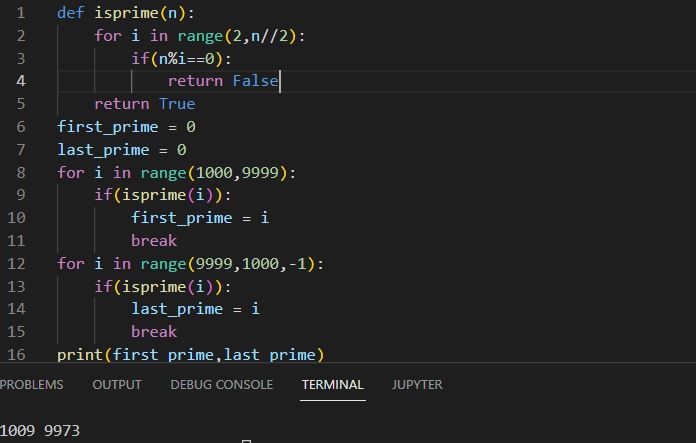 1 def isprime(n):
2 for i in range(2,n//2):
3 if(n%i==0):
4 return False
5 return True
6 first_prime = 0
7 last_prime = 0
8 for i in range(1000,9999):
9 if(isprime(i)):
10 first_prime = i
11 break
12 for i in range(9999,1000,-1):
13 if(isprime(i)):
14 last_prime = i
15 break
16 print(first_prime,last_prime)
PROBLEMS OUTPUT DEBUG CONSOLE TERMINAL JUPYTER
1009 9973